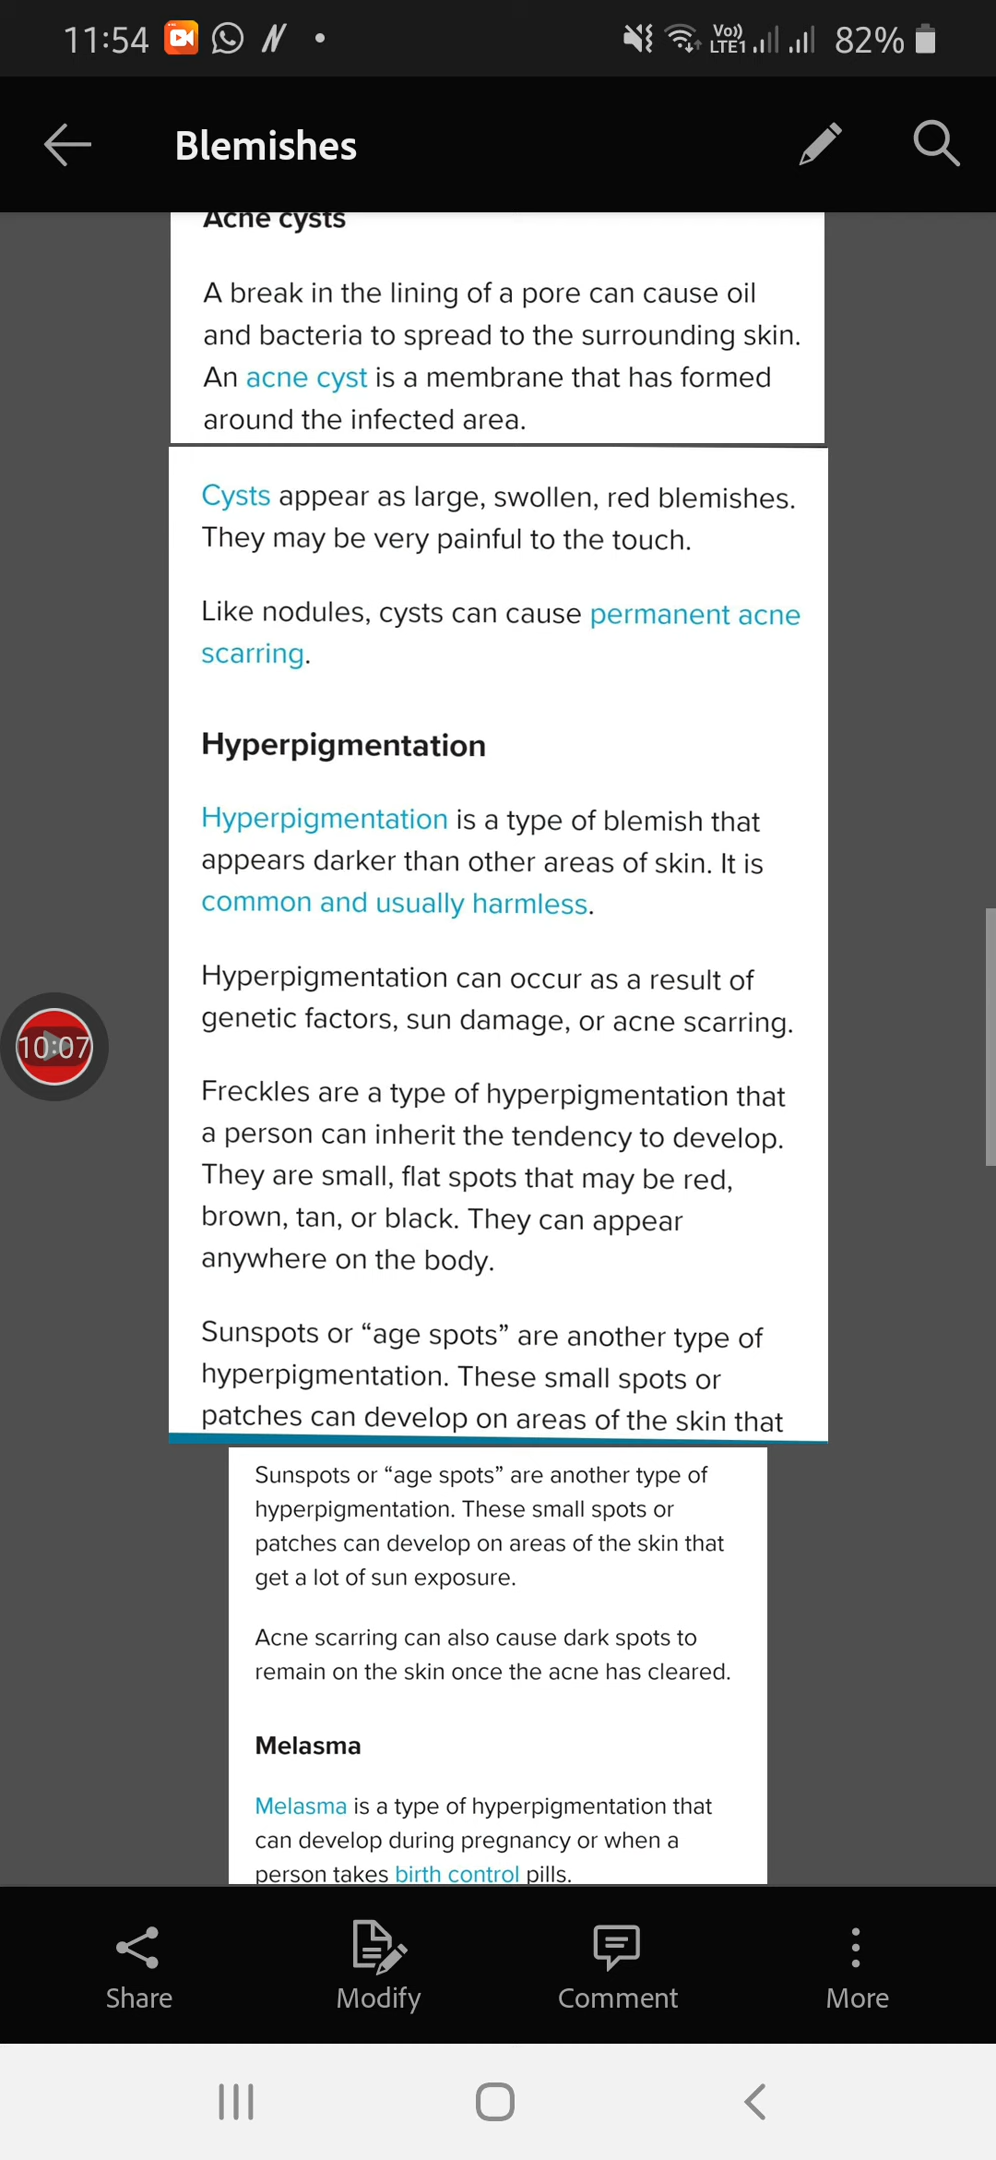 11:54
Vo))
LTE1
82%
Blemishes
Acne cysts
A break in the lining of a pore can cause oil
and bacteria to spread to the surrounding skin.
An acne cyst is a membrane that has formed
around the infected area.
Cysts appear as large, swollen, red blemishes.
They may be very painful to the touch.
Like nodules, cysts can cause permanent acne
scarring.
Hyperpigmentation
Hyperpigmentation is a type of blemish that
appears darker than other areas of skin. It is
common and usually harmless.
Hyperpigmentation can occur as a result of
genetic factors, sun damage, or acne scarring.
10:07
Freckles are a type of hyperpigmentation that
a person can inherit the tendency to develop.
They are small, flat spots that may be red,
brown, tan, or black. They can appear
anywhere on the body.
Sunspots or “age spots” are another type of
hyperpigmentation. These small spots or
patches can develop on areas of the skin that
Sunspots or “age spots” are another type of
hyperpigmentation. These small spots or
patches can develop on areas of the skin that
get a lot of sun exposure.
Acne scarring can also cause dark spots to
remain on the skin once the acne has cleared.
Melasma
Melasma is a type of hyperpigmentation that
can develop during pregnancy or when a
person takes birth control pills.
Share
Modify
Comment
More